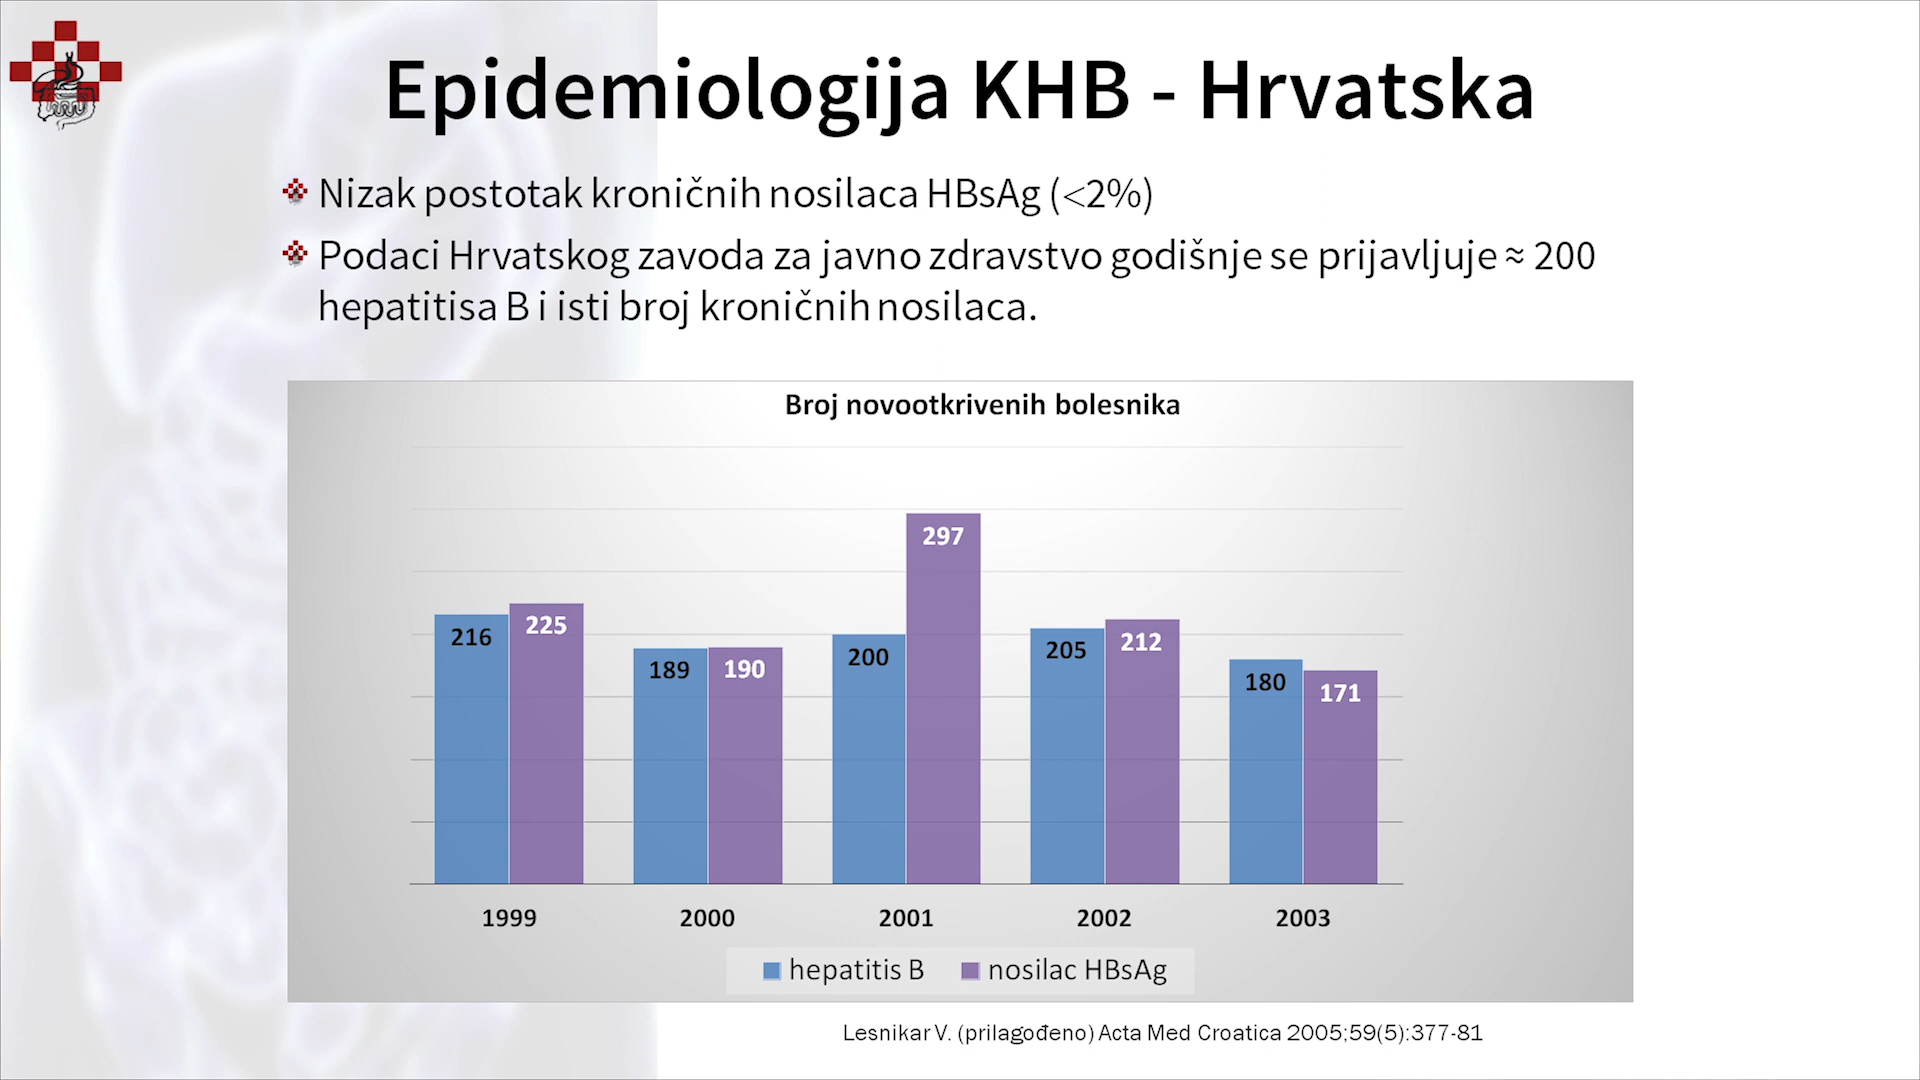 Epidemiologija KHB - Hrvatska
Nizak postotak kroničnih nosilaca HBsAg (<2%)
Podaci Hrvatskog zavoda za javno zdravstvo godišnje se prijavljuje ≈ 200
hepatitisa B i isti broj kroničnih nosilaca.
Broj novootkrivenih bolesnika
216 225 189 190 200 297 205 212 180 171
1999 2000 2001 2002 2003
hepatitis B nosilac HBsAg
Lesnikar V. (prilagođeno) Acta Med Croatica 2005;59(5):377-81